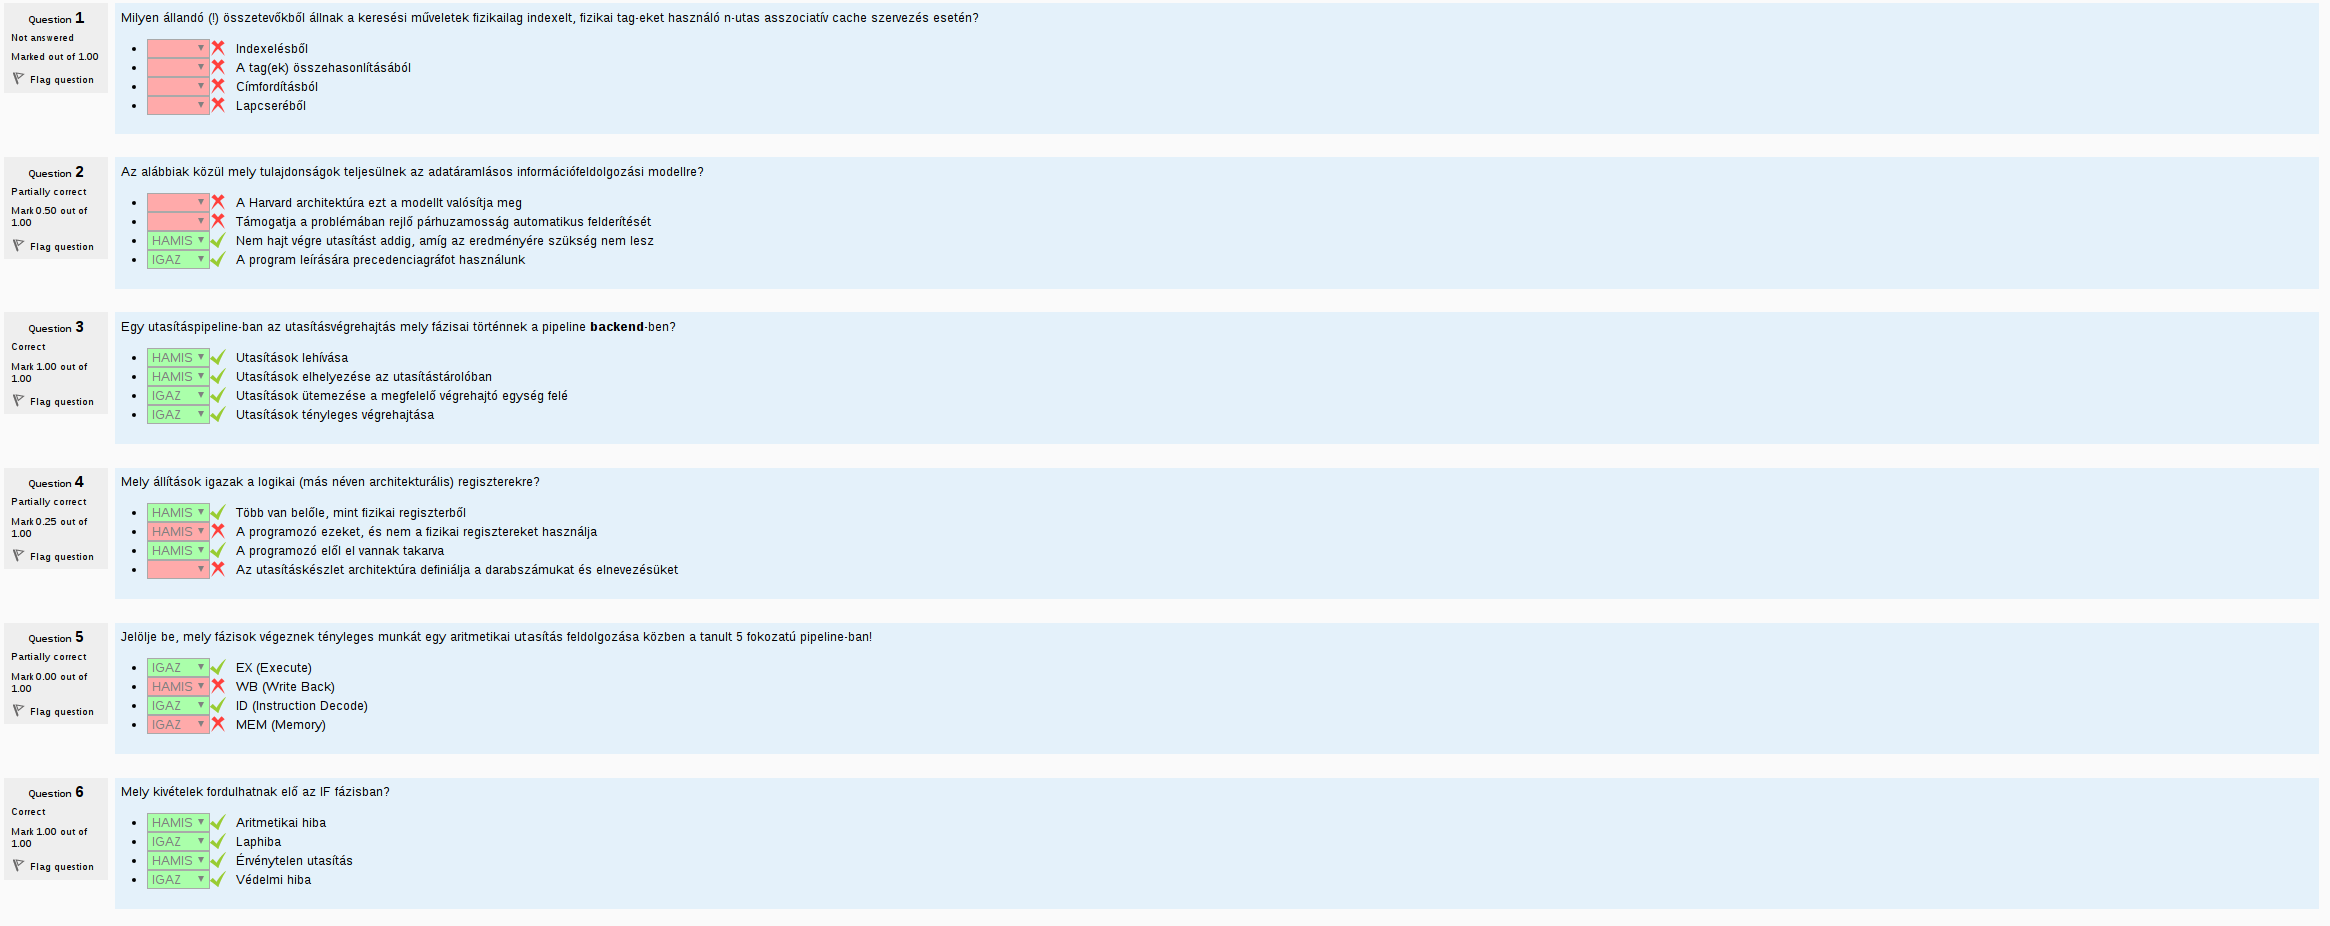 Question 1
Not answered
Marked out of 1.00
Flag question
Milyen állandó (!) összetevőkből állnak a keresési műveletek fizikailag indexelt, fizikai tag-eket használó n-utas asszociatív cache szervezés esetén?
Indexelésből
A tag(ek) összehasonlításából
Címfordításból
Lapcseréből
Question 2
Partially correct
Mark 0.50 out of
1.00
Flag question
Az alábbiak közül mely tulajdonságok teljesülnek az adatáramlásos információfeldolgozási modellre?
A Harvard architektúra ezt a modellt valósítja meg
Támogatja a problémában rejlő párhuzamosság automatikus felderítését
HAMIS Nem hajt végre utasítást addig, amíg az eredményére szükség nem lesz
IGAZ A program leírására precedenciagráfot használunk
Question 3
Correct
Mark 1.00 out of
1.00
Flag question
Egy utasításpipeline-ban az utasításvégrehajtás mely fázisai történnek a pipeline backend-ben?
HAMIS Utasítások lehívása
HAMIS Utasítások elhelyezése az utasítástárolóban
IGAZ Utasítások ütemezése a megfelelő végrehajtó egység felé
IGAZ Utasítások tényleges végrehajtása
Question 4
Partially correct
Mark 0.25 out of
1.00
Flag question
Mely állítások igazak a logikai (más néven architekturális) regiszterekre?
HAMIS Több van belőle, mint fizikai regiszterből
HAMIS A programozó ezeket, és nem a fizikai regisztereket használja
HAMIS A programozó elől el vannak takarva
Az utasításkészlet architektúra definiálja a darabszámukat és elnevezésüket
Question 5
Partially correct
Mark 0.00 out of
1.00
Flag question
Jelölje be, mely fázisok végeznek tényleges munkát egy aritmetikai utasítás feldolgozása közben a tanult 5 fokozatú pipeline-ban!
IGAZ EX (Execute)
HAMIS WB (Write Back)
IGAZ ID (Instruction Decode)
IGAZ MEM (Memory)
Question 6
Correct
Mark 1.00 out of
1.00
Flag question
Mely kivételek fordulhatnak elő az IF fázisban?
HAMIS Aritmetikai hiba
IGAZ Laphiba
HAMIS Érvénytelen utasítás
IGAZ Védelmi hiba